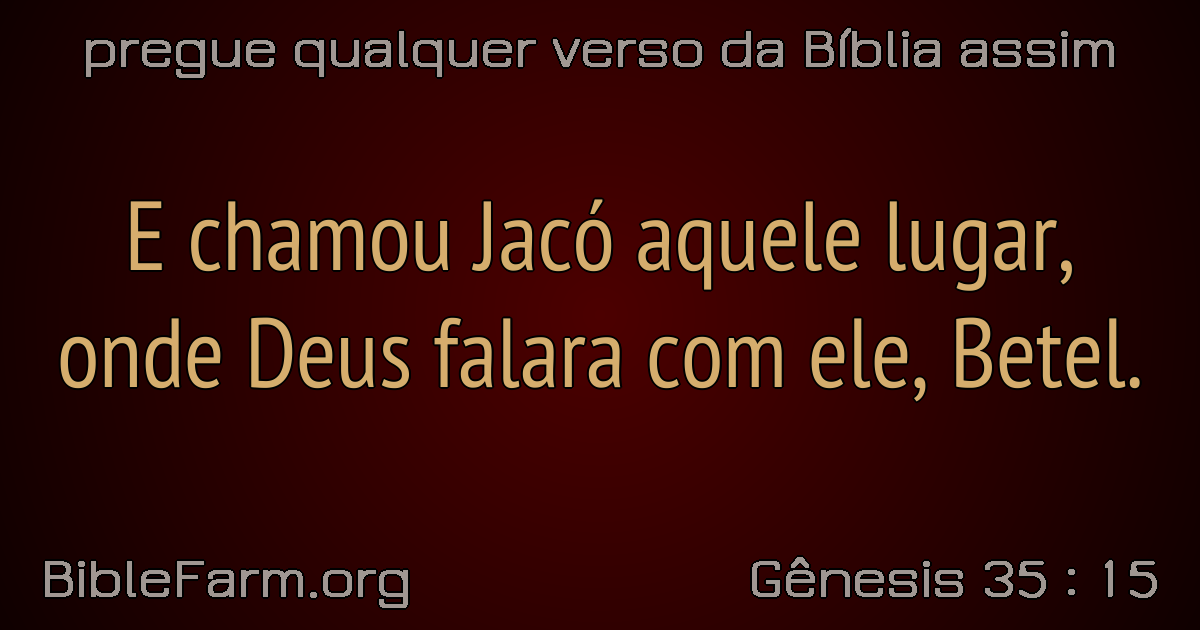 pregue qualquer verso da Bíblia assim
E chamou Jacó aquele lugar,
onde Deus falara com ele, Betel.
BibleFarm.org
Gênesis 35 : 15